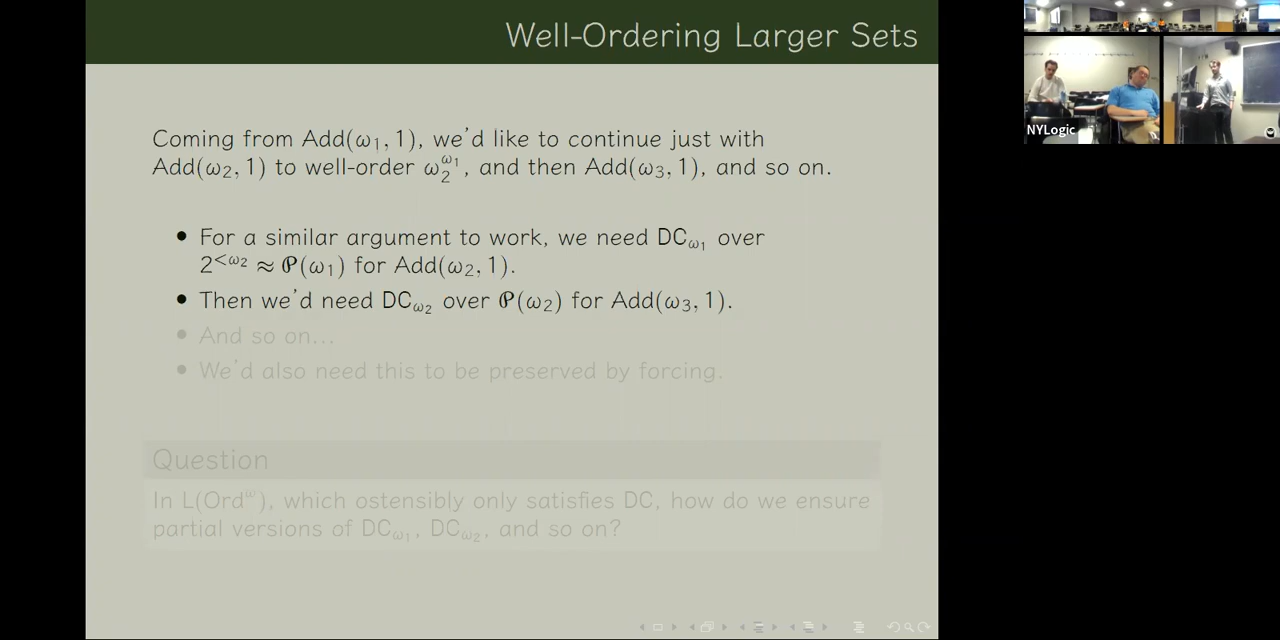 Well-Ordering Larger Sets
Coming from Add(ω₁, 1), we'd like to continue just with
Add(ω₂, 1) to well-order ω₂^ω₁, and then Add(ω₃, 1), and so on.
• For a similar argument to work, we need DC_ω₁ over
2^<ω₂ ≈ 𝒫(ω₁) for Add(ω₂, 1).
• Then we'd need DC_ω₂ over 𝒫(ω₂) for Add(ω₃, 1).
• And so on...
• We'd also need this to be preserved by forcing.
Question
In L(Ord^ω), which ostensibly only satisfies DC, how do we ensure
partial versions of DC_ω₁, DC_ω₂, and so on?
NYLogic